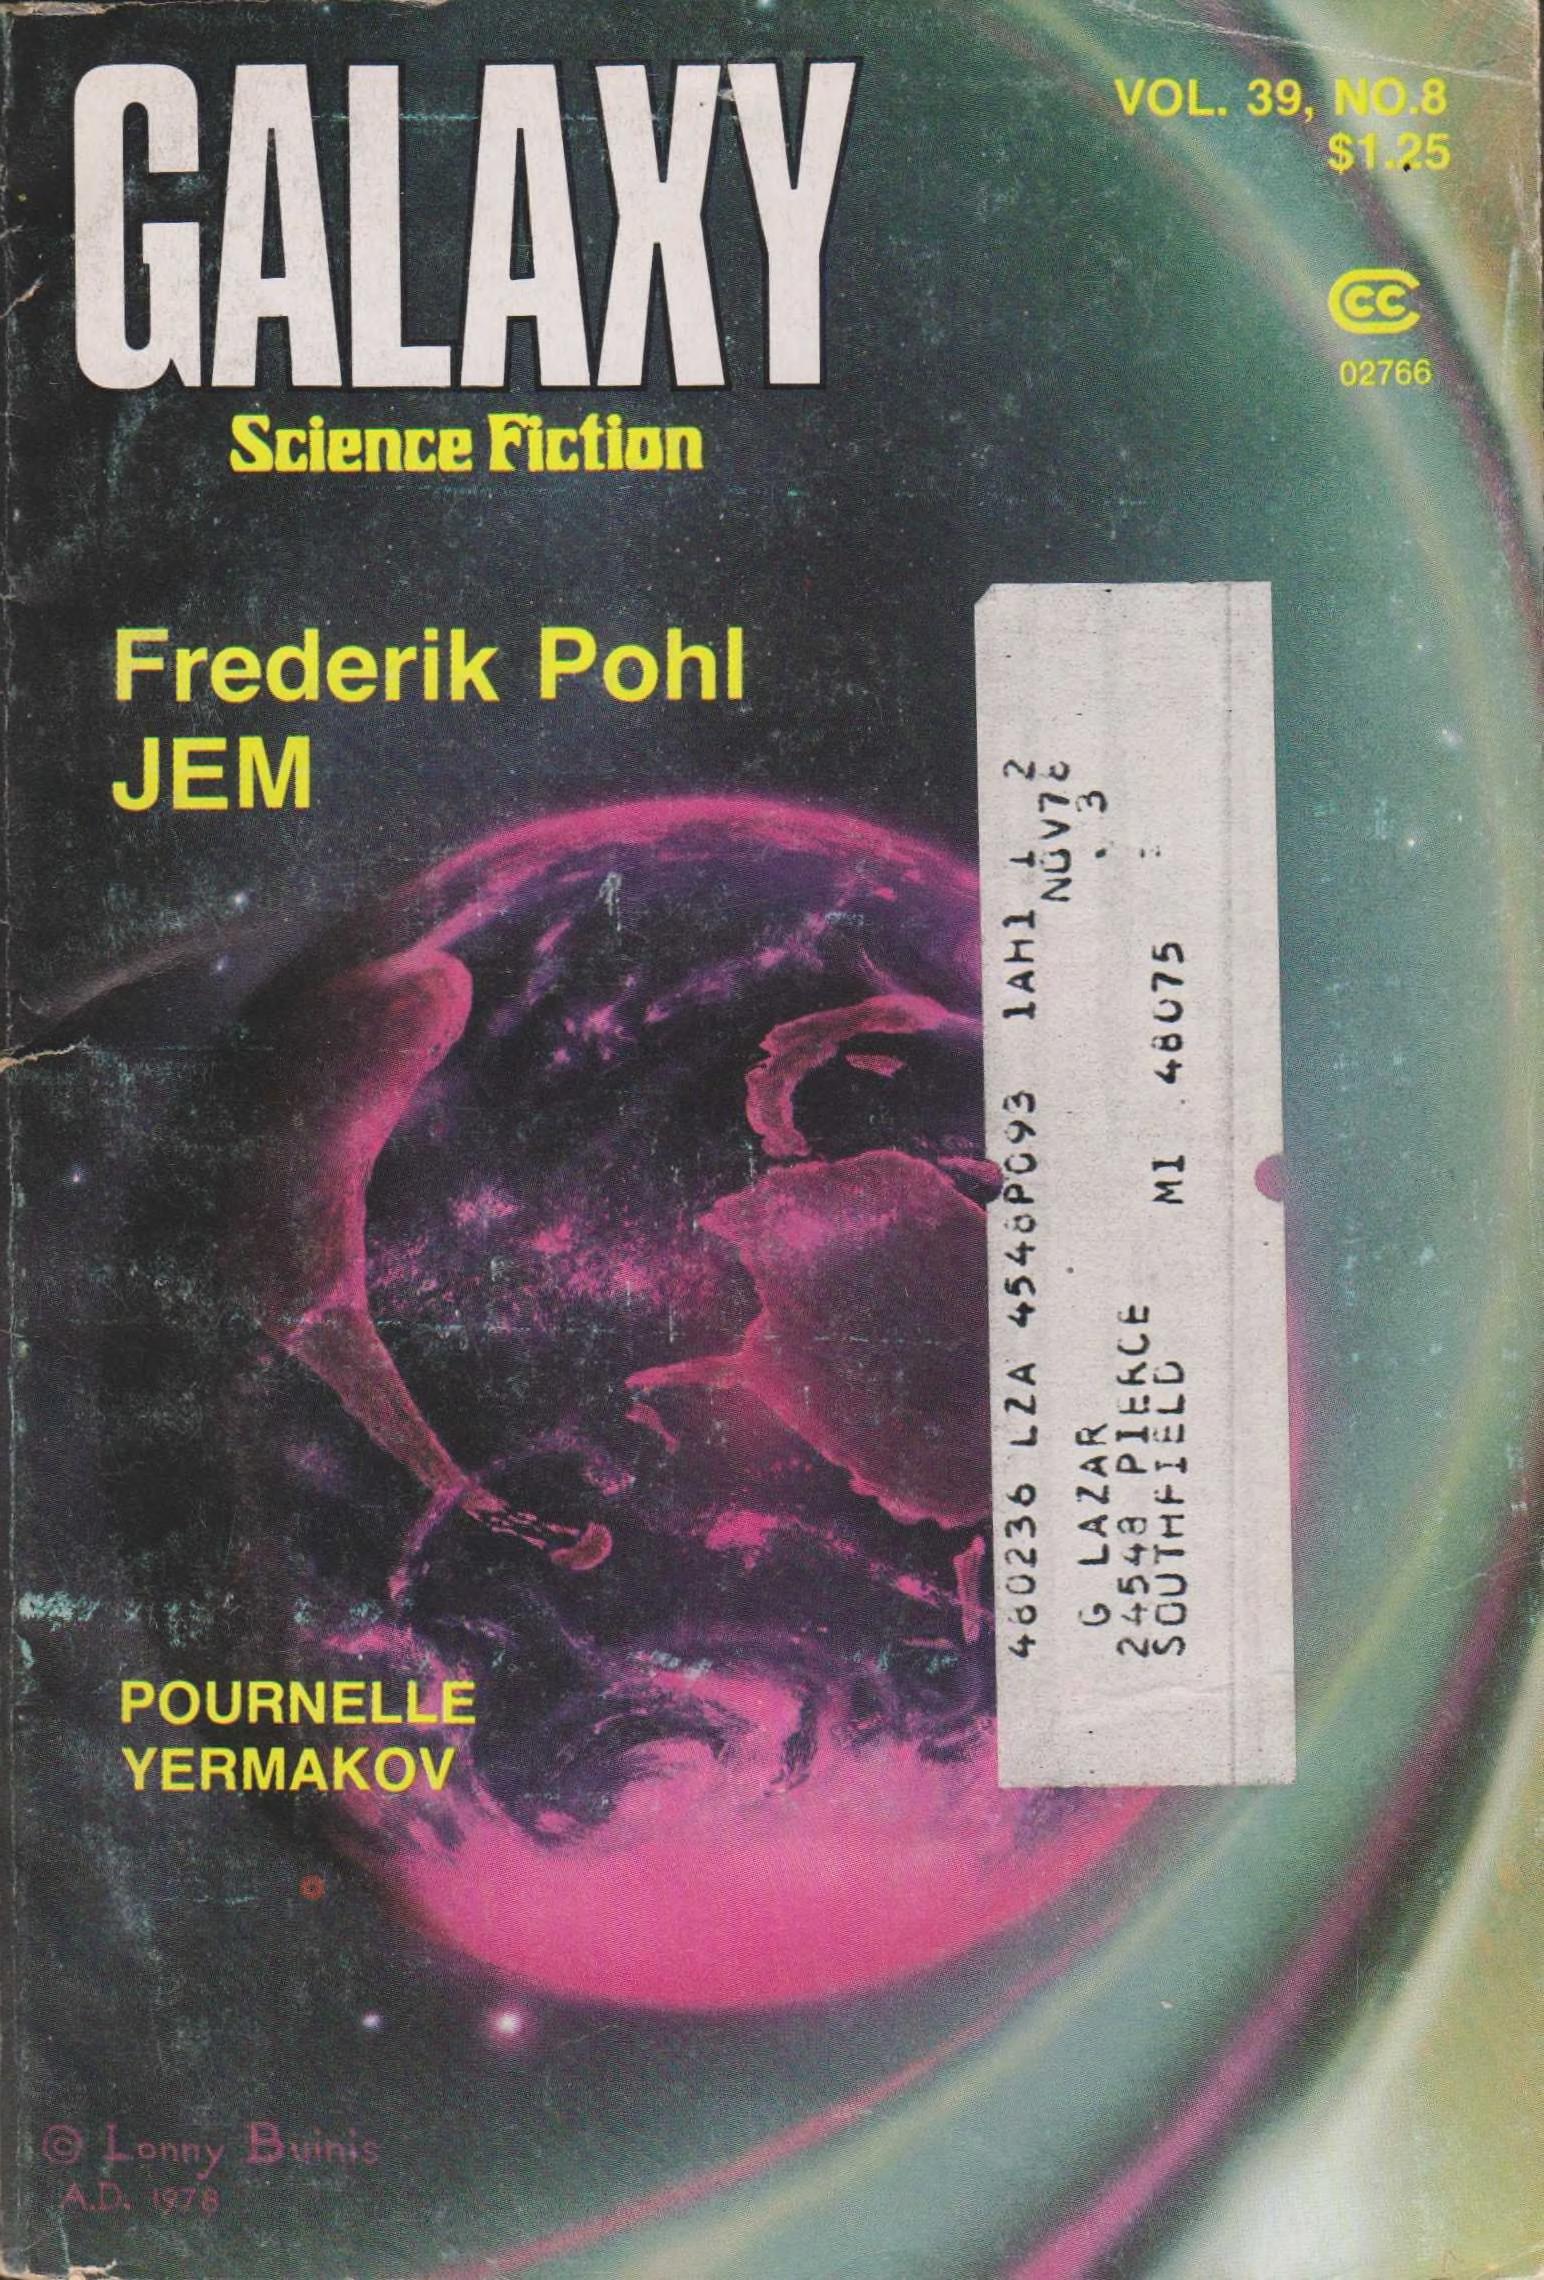 GALAXY
Science Fiction
VOL. 39, NO.8
$1.25
CC
02766
Frederik Pohl
JEM
480236 LZA 4548P093 1AH1 1 2
NOV78
3
G LAZAR
24548 PIERCE
SOUTHFIELD MI 48075
POURNELLE
YERMAKOV
© Lonny Buinis
A.D. 1978